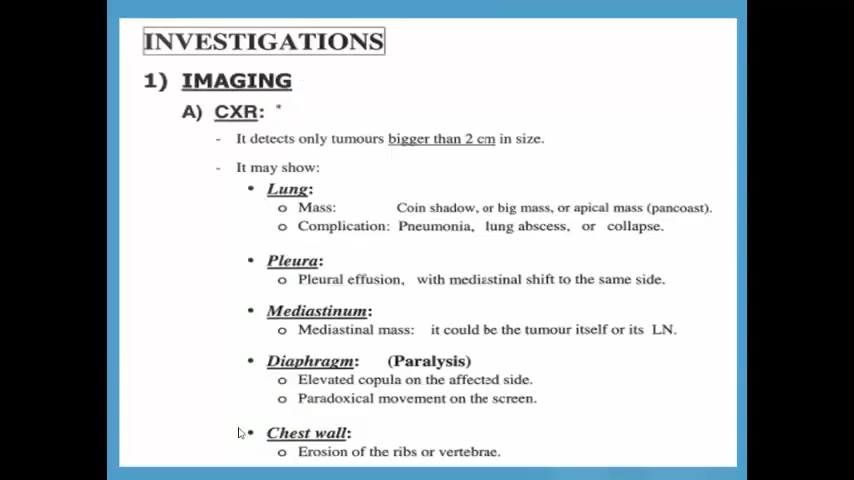 INVESTIGATIONS
1) IMAGING
A) CXR: *
- It detects only tumours bigger than 2 cm in size.
- It may show:
• Lung:
o Mass: Coin shadow, or big mass, or apical mass (pancoast).
o Complication: Pneumonia, lung abscess, or collapse.
• Pleura:
o Pleural effusion, with mediastinal shift to the same side.
• Mediastinum:
o Mediastinal mass: it could be the tumour itself or its LN.
• Diaphragm: (Paralysis)
o Elevated copula on the affected side.
o Paradoxical movement on the screen.
• Chest wall:
o Erosion of the ribs or vertebrae.